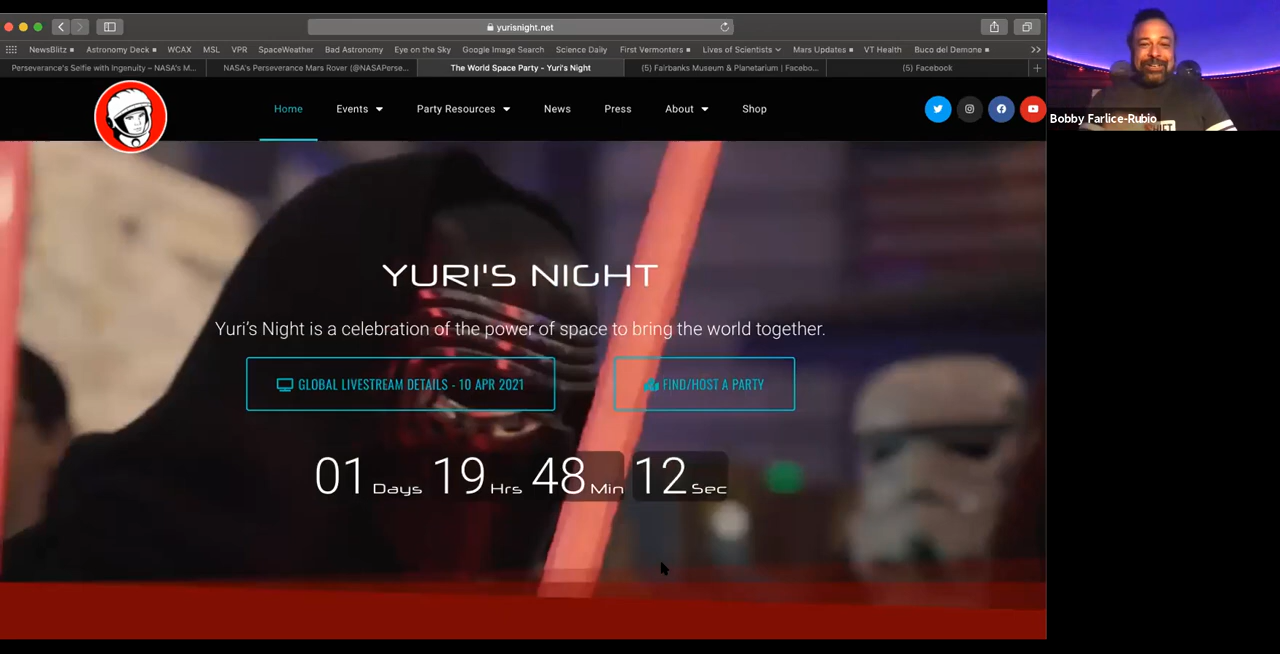 yurisnight.net
NewsBlitz
Astronomy Deck
WCAX
MSL
VPR
SpaceWeather
Bad Astronomy
Eye on the Sky
Google Image Search
Science Daily
First Vermonters
Lives of Scientists
Mars Updates
VT Health
Buco del Demone
Perseverance's Selfie with Ingenuity – NASA's M...
NASA's Perseverance Mars Rover (@NASAPerse...
The World Space Party - Yuri's Night
(5) Fairbanks Museum & Planetarium | Facebo...
(5) Facebook
Home
Events
Party Resources
News
Press
About
Shop
Bobby Farlice-Rubio
YURI'S NIGHT
Yuri's Night is a celebration of the power of space to bring the world together.
GLOBAL LIVESTREAM DETAILS - 10 APR 2021
FIND/HOST A PARTY
01 Days 19 Hrs 48 Min 12 Sec